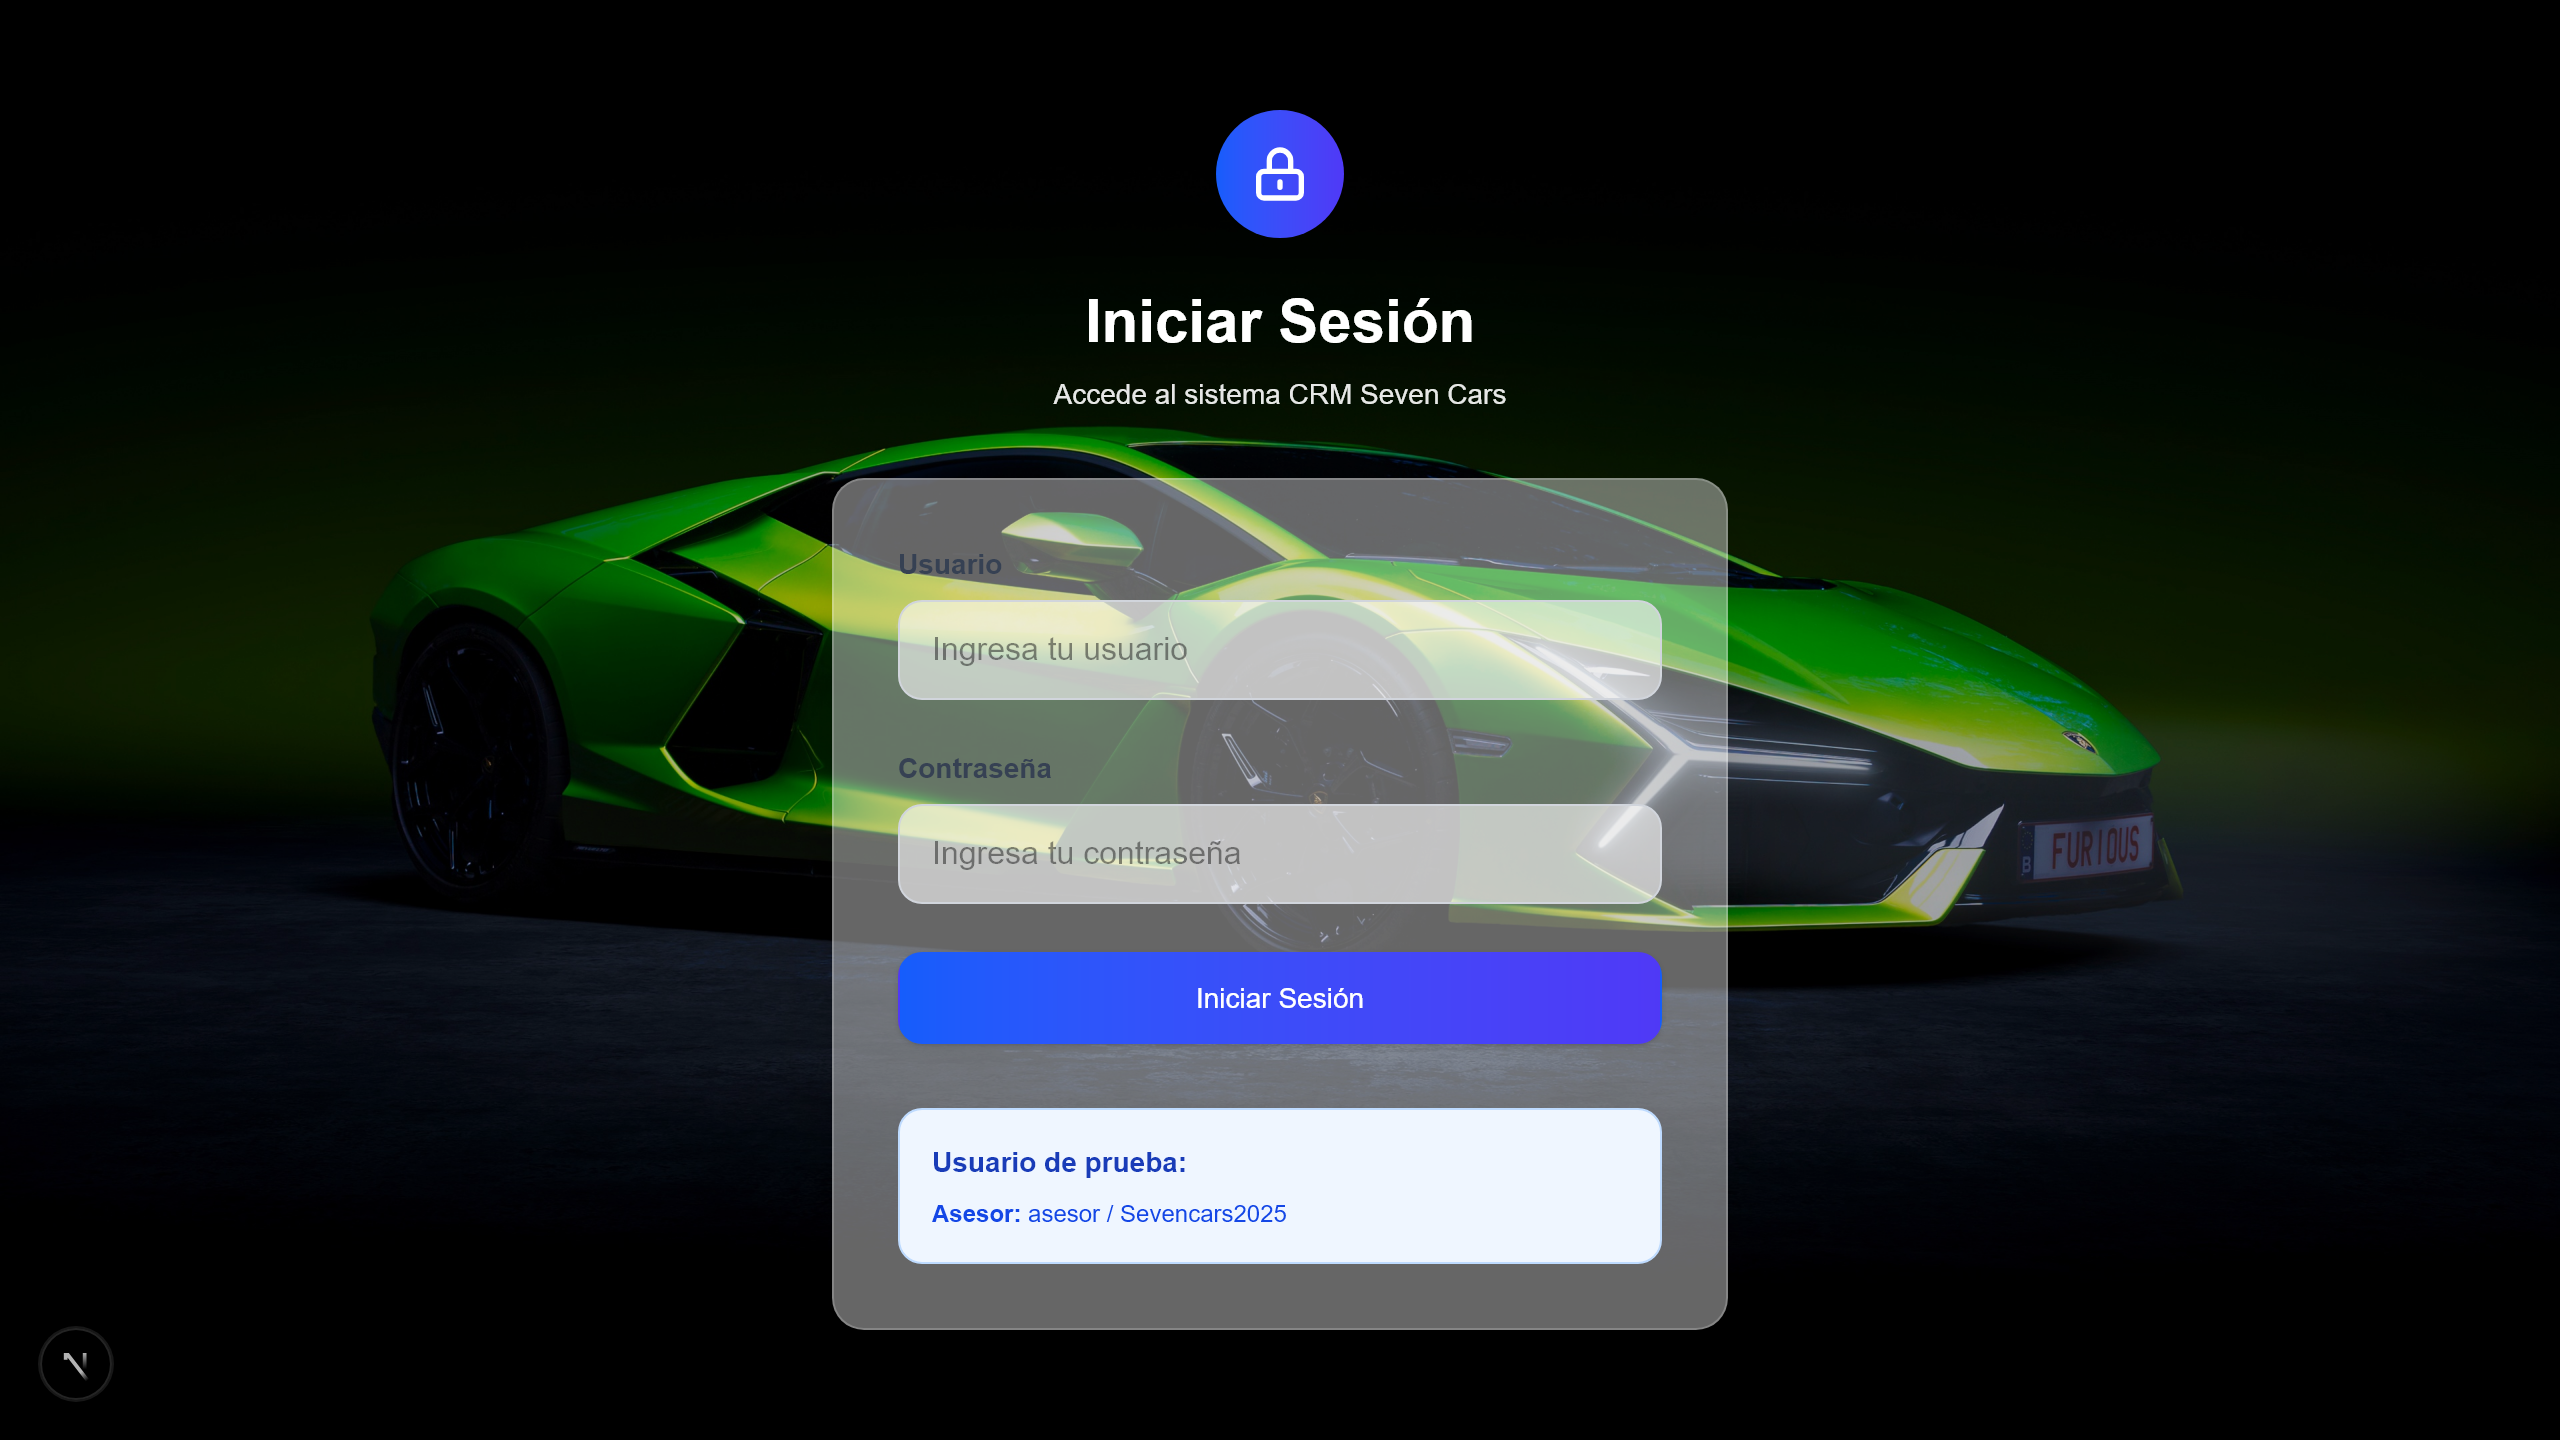 Iniciar Sesión
Accede al sistema CRM Seven Cars
Usuario
Ingresa tu usuario
Contraseña
Ingresa tu contraseña
FURIOUS
B
Iniciar Sesión
Usuario de prueba:
Asesor: asesor / Sevencars2025
N